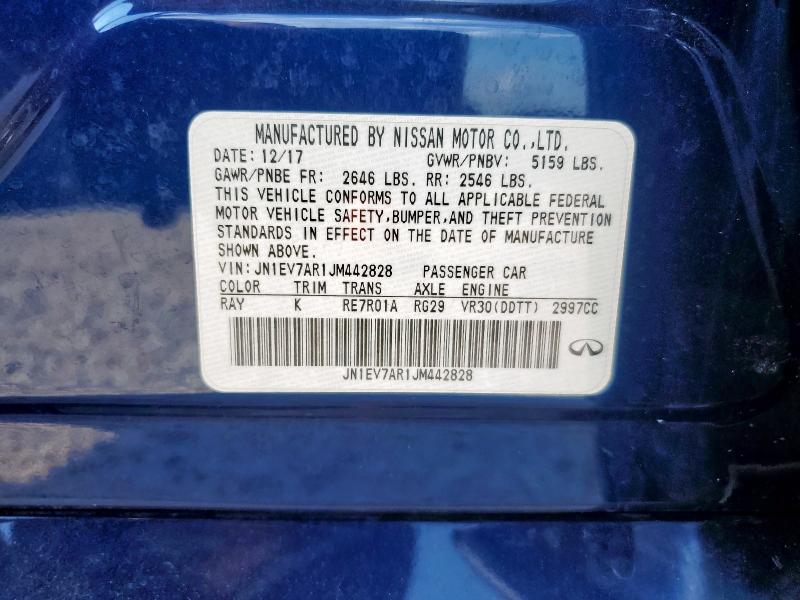 MANUFACTURED BY NISSAN MOTOR CO.,LTD.
DATE: 12/17 GVWR/PNBV: 5159 LBS.
GAWR/PNBE FR: 2646 LBS. RR: 2546 LBS.
THIS VEHICLE CONFORMS TO ALL APPLICABLE FEDERAL
MOTOR VEHICLE SAFETY,BUMPER,AND THEFT PREVENTION
STANDARDS IN EFFECT ON THE DATE OF MANUFACTURE
SHOWN ABOVE.
VIN:JN1EV7AR1JM442828 PASSENGER CAR
COLOR TRIM TRANS AXLE ENGINE
RAY K RE7R01A RG29 VR30(DDTT) 2997CC
JN1EV7AR1JM442828